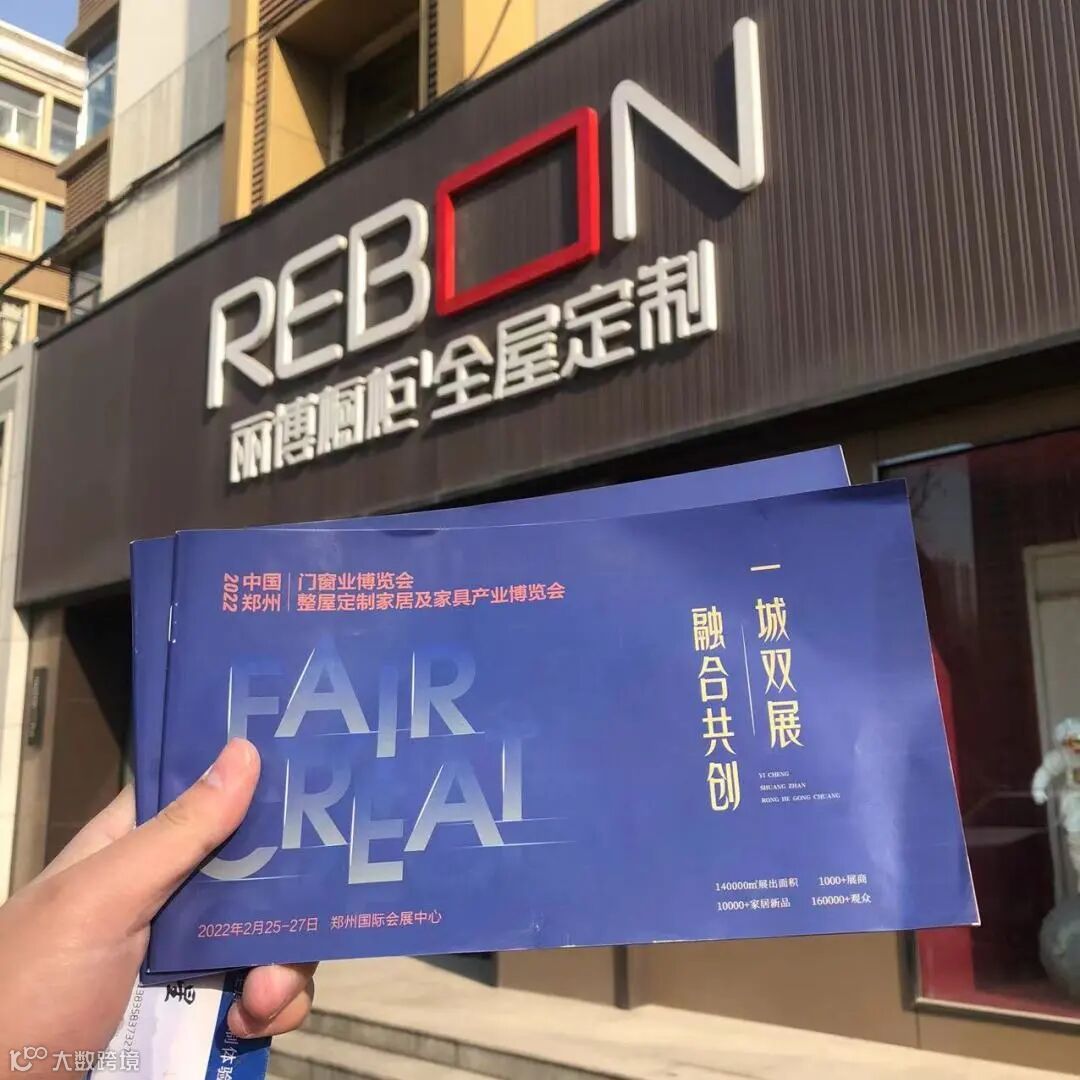 REBON
丽博橱柜·全屋定制
2022 中国 门窗业博览会
郑州 整屋定制家居及家具产业博览会
FAIR
CREAT
一城双展
融合共创
YI CHENG
SHUANG ZHAN
RONG HE GONG CHUANG
140000㎡展出面积 1000+展商
10000+家居新品 160000+观众
2022年2月25-27日 郑州国际会展中心
大数跨境